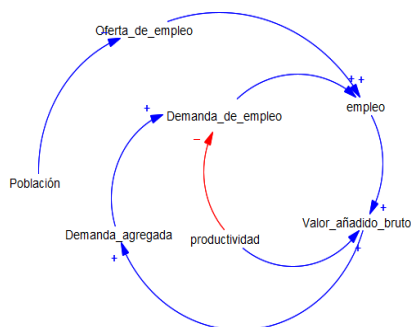 Oferta_de_empleo
+
+ +
empleo
+
Demanda_de_empleo
–
Población
+
Valor_añadido_bruto
+
Demanda_agregada
productividad
+